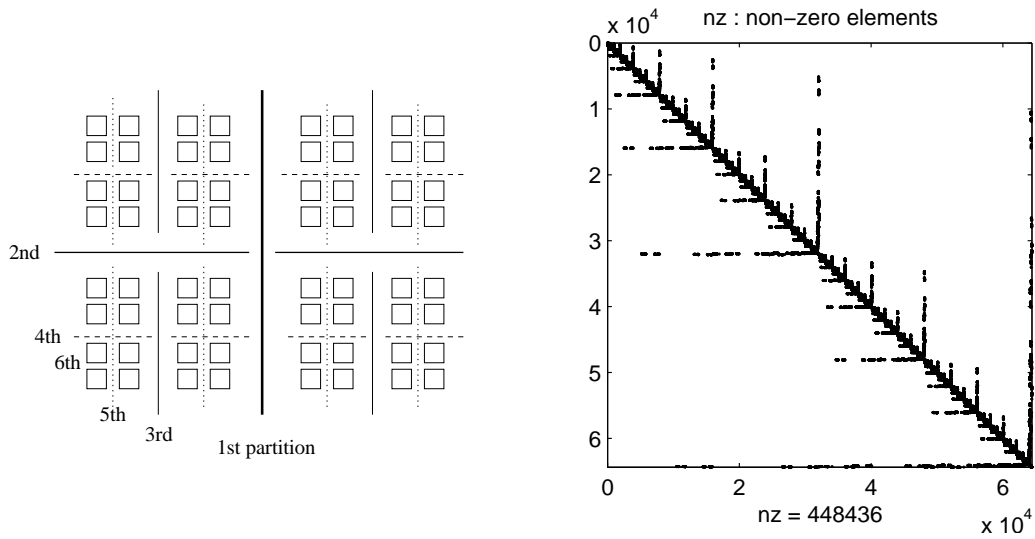 2nd
4th
6th
5th
3rd
1st partition
nz : non-zero elements
x 10^4
0
1
2
3
4
5
6
0 2 4 6
nz = 448436
x 10^4